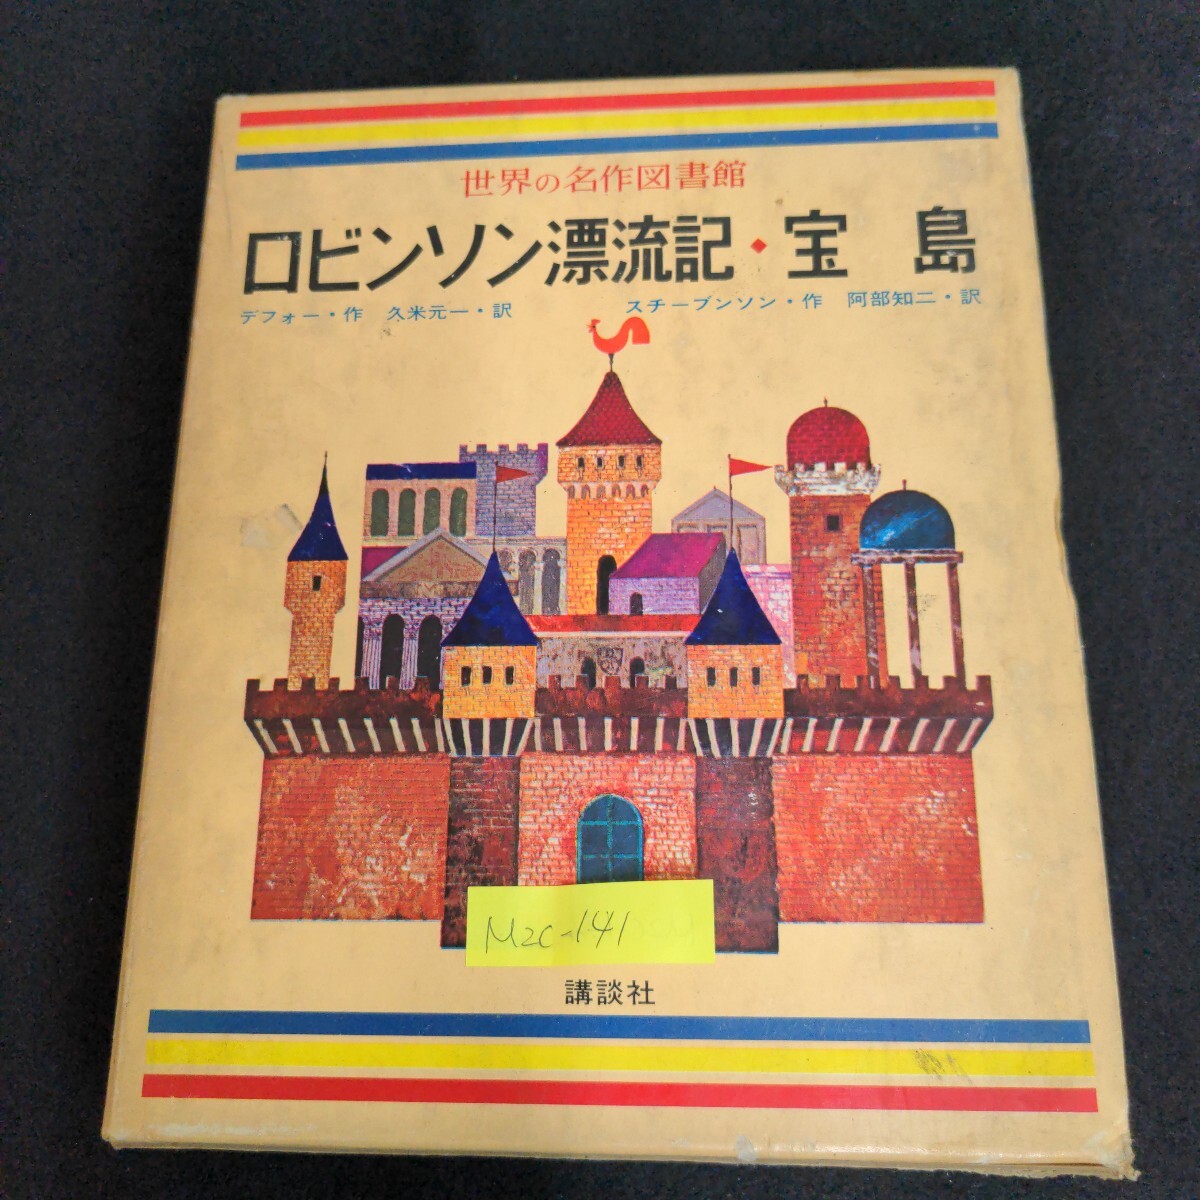 世界の名作図書館
ロビンソン漂流記・宝島
デフォー・作 久米元一・訳 スチーブンソン・作 阿部知二・訳
M2C-141
講談社